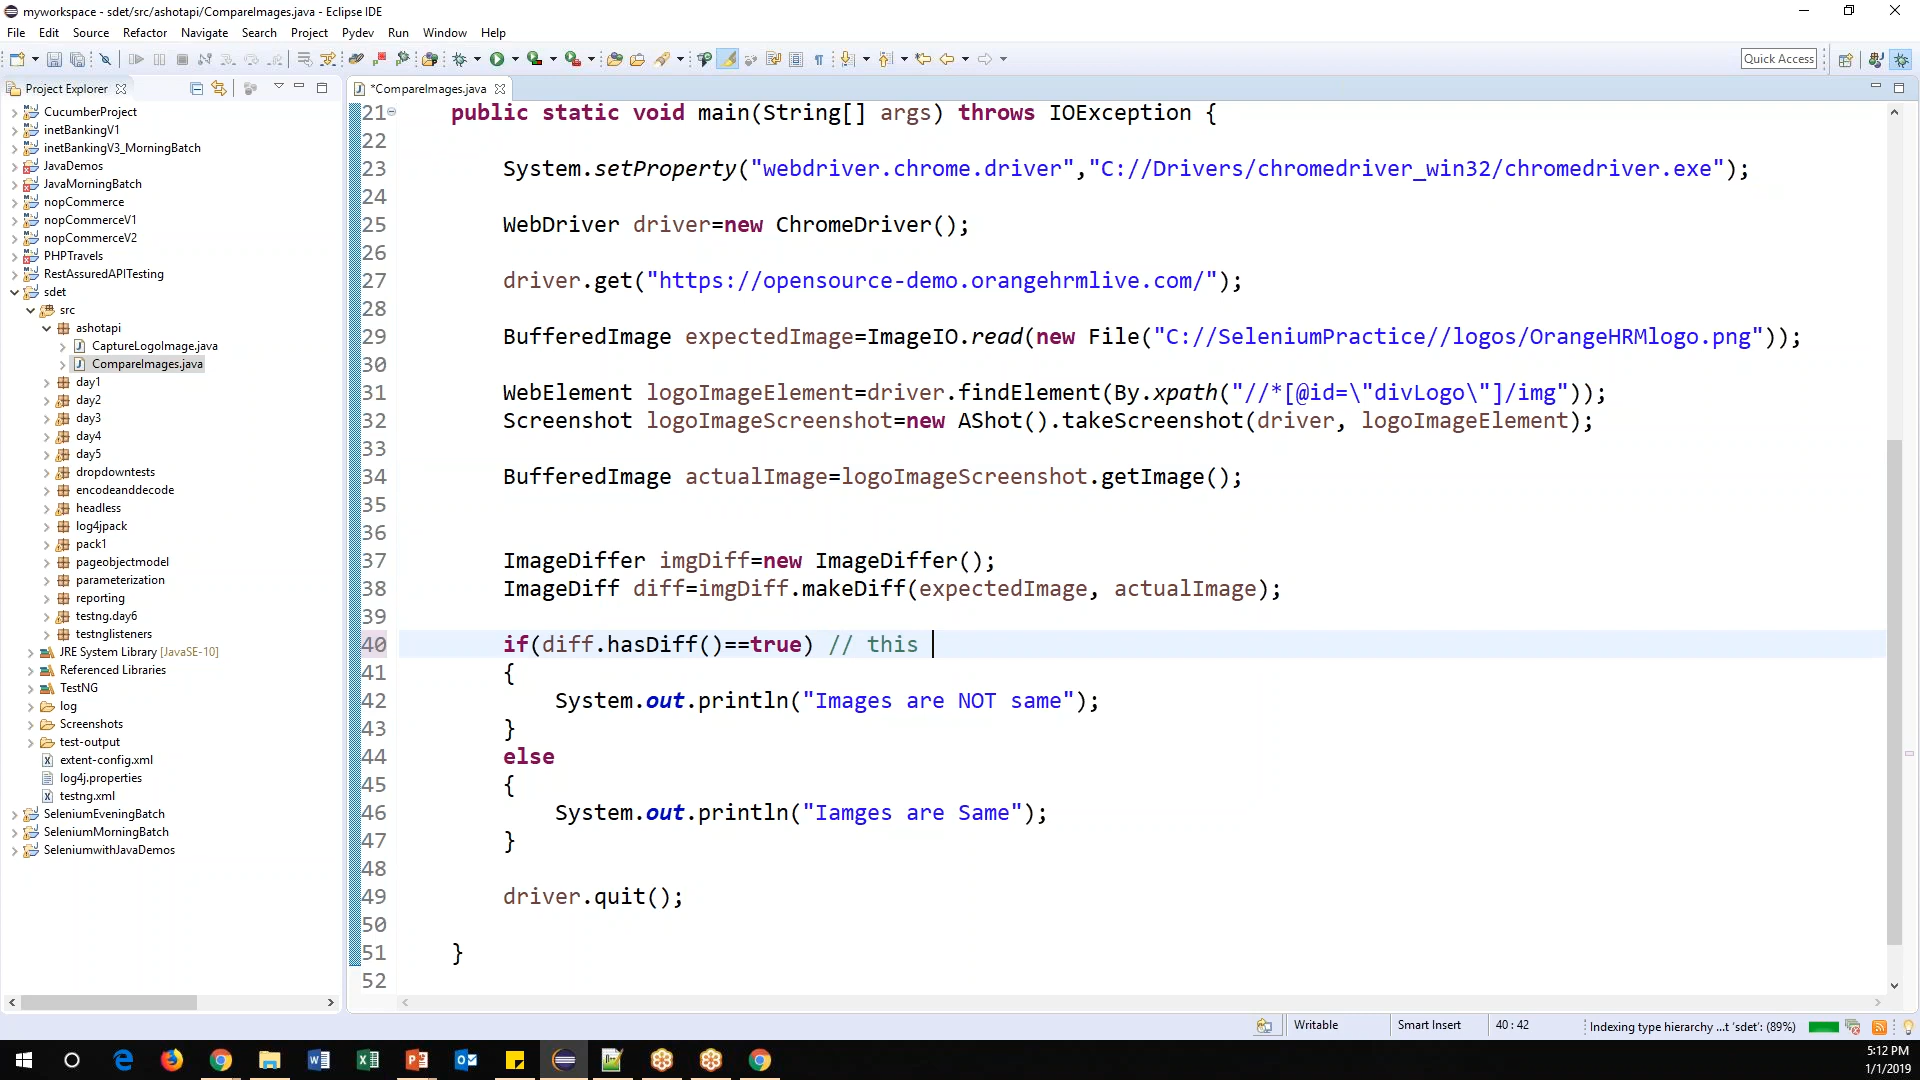 myworkspace - sdet/src/ashotapi/CompareImages.java - Eclipse IDE
File Edit Source Refactor Navigate Search Project Pydev Run Window Help
Quick Access
Project Explorer
*CompareImages.java
CucumberProject
inetBankingV1
inetBankingV3_MorningBatch
JavaDemos
JavaMorningBatch
nopCommerce
nopCommerceV1
nopCommerceV2
PHPTravels
RestAssuredAPITesting
sdet
src
ashotapi
CaptureLogoImage.java
CompareImages.java
day1
day2
day3
day4
day5
dropdowntests
encodeanddecode
headless
log4jpack
pack1
pageobjectmodel
parameterization
reporting
testng.day6
testnglisteners
JRE System Library [JavaSE-10]
Referenced Libraries
TestNG
log
Screenshots
test-output
extent-config.xml
log4j.properties
testng.xml
SeleniumEveningBatch
SeleniumMorningBatch
SeleniumwithJavaDemos
21 public static void main(String[] args) throws IOException {
22
23 System.setProperty("webdriver.chrome.driver","C://Drivers/chromedriver_win32/chromedriver.exe");
24
25 WebDriver driver=new ChromeDriver();
26
27 driver.get("https://opensource-demo.orangehrmlive.com/");
28
29 BufferedImage expectedImage=ImageIO.read(new File("C://SeleniumPractice//logos/OrangeHRMlogo.png"));
30
31 WebElement logoImageElement=driver.findElement(By.xpath("//*[@id=\"divLogo\"]/img"));
32 Screenshot logoImageScreenshot=new AShot().takeScreenshot(driver, logoImageElement);
33
34 BufferedImage actualImage=logoImageScreenshot.getImage();
35
36
37 ImageDiffer imgDiff=new ImageDiffer();
38 ImageDiff diff=imgDiff.makeDiff(expectedImage, actualImage);
39
40 if(diff.hasDiff()==true) // this
41 {
42 System.out.println("Images are NOT same");
43 }
44 else
45 {
46 System.out.println("Iamges are Same");
47 }
48
49 driver.quit();
50
51 }
52
Writable Smart Insert 40 : 42 Indexing type hierarchy ...t 'sdet': (89%)
5:12 PM
1/1/2019